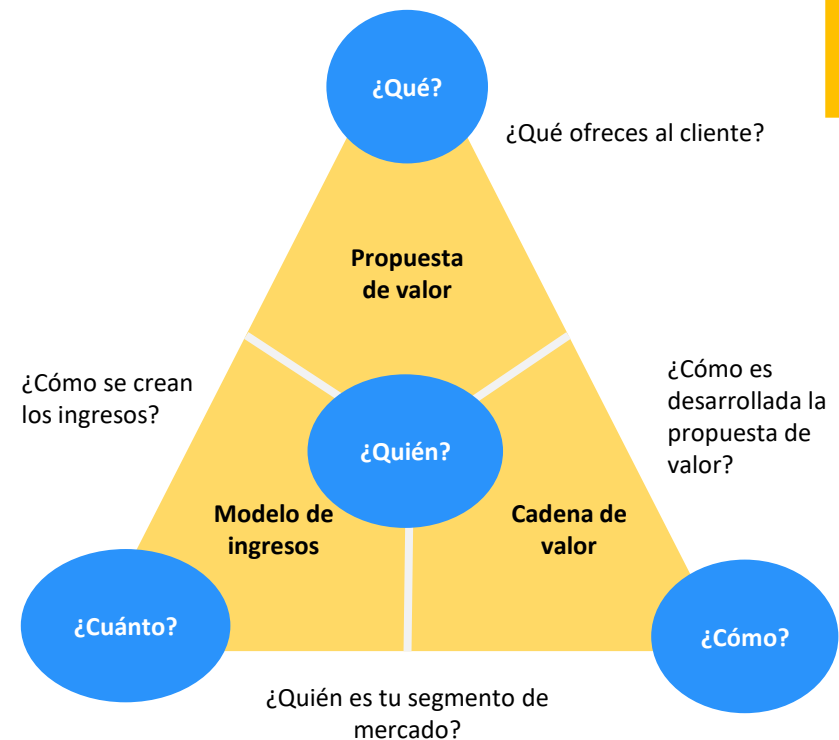 ¿Qué?
¿Qué ofreces al cliente?
Propuesta
de valor
¿Cómo se crean
los ingresos?
¿Cómo es
desarrollada la
propuesta de
valor?
¿Quién?
Modelo de
ingresos
Cadena de
valor
¿Cuánto?
¿Cómo?
¿Quién es tu segmento de
mercado?